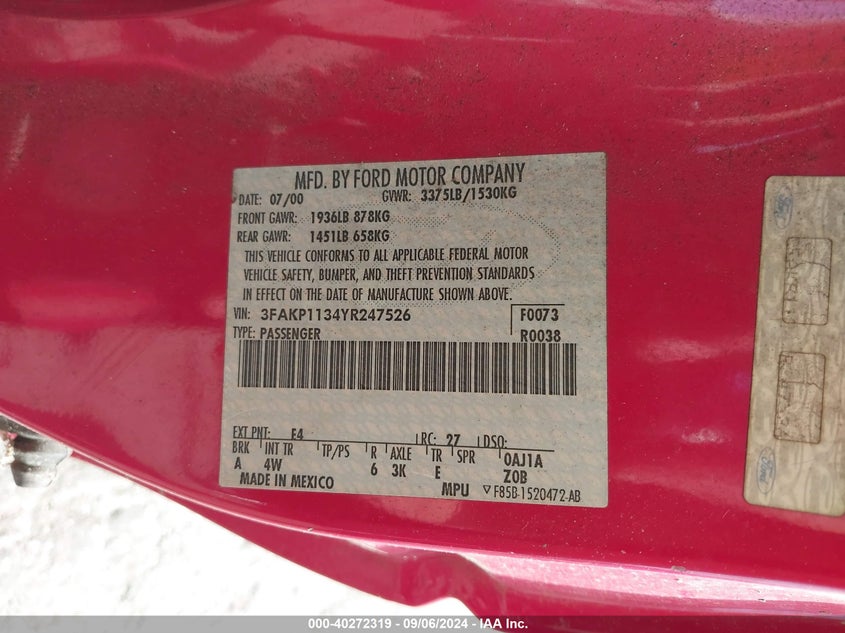 MFD. BY FORD MOTOR COMPANY
DATE: 07/00 GVWR: 3375LB/1530KG
FRONT GAWR: 1936LB 878KG
REAR GAWR: 1451LB 658KG
THIS VEHICLE CONFORMS TO ALL APPLICABLE FEDERAL MOTOR
VEHICLE SAFETY, BUMPER, AND THEFT PREVENTION STANDARDS
IN EFFECT ON THE DATE OF MANUFACTURE SHOWN ABOVE.
VIN: 3FAKP1134YR247526 F0073
TYPE: PASSENGER R0038
EXT PNT: E4 RC: 27 DSO:
BRK INT TR TP/PS R AXLE TR SPR 0AJ1A
A 4W 6 3K E Z0B
MADE IN MEXICO MPU F85B-1520472-AB
Ford
Ford
000-40272319 - 09/06/2024 - IAA Inc.